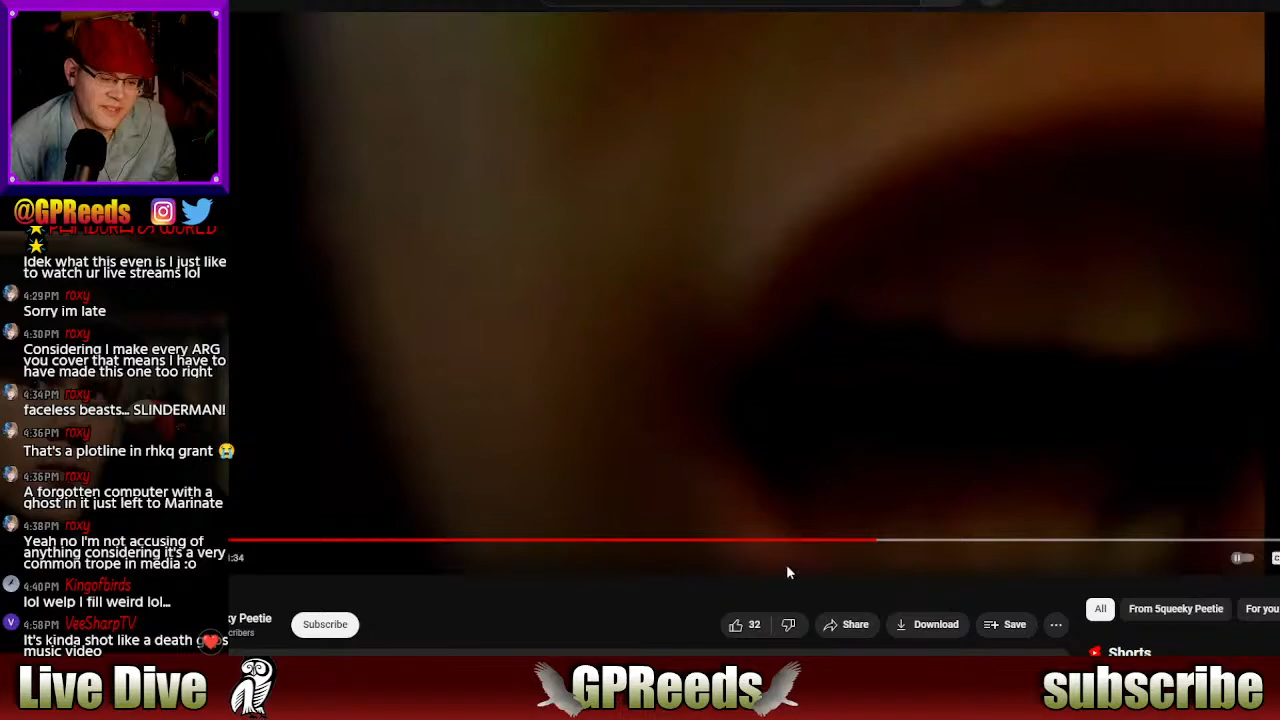 @GPReeds
Idek what this even is I just like
to watch ur live streams lol
4:29PM roxy
Sorry im late
4:30PM roxy
Considering I make every ARG
you cover that means I have to
have made this one too right
4:34PM roxy
faceless beasts... SLINDERMAN!
4:36PM roxy
That's a plotline in rhkq grant 😭
4:36PM roxy
A forgotten computer with a
ghost in it just left to Marinate
4:38PM roxy
Yeah no I'm not accusing of
anything considering it's a very
common trope in media :o
4:40PM Kingofbirds
lol welp I fill weird lol...
V 4:58PM VeeSharpTV
It's kinda shot like a death
music video
1:34
ky Peetie
cribers
Subscribe
32
Share
Download
Save
All
From 5queeky Peetie
For you
Shorts
Live Dive
GPReeds
subscribe